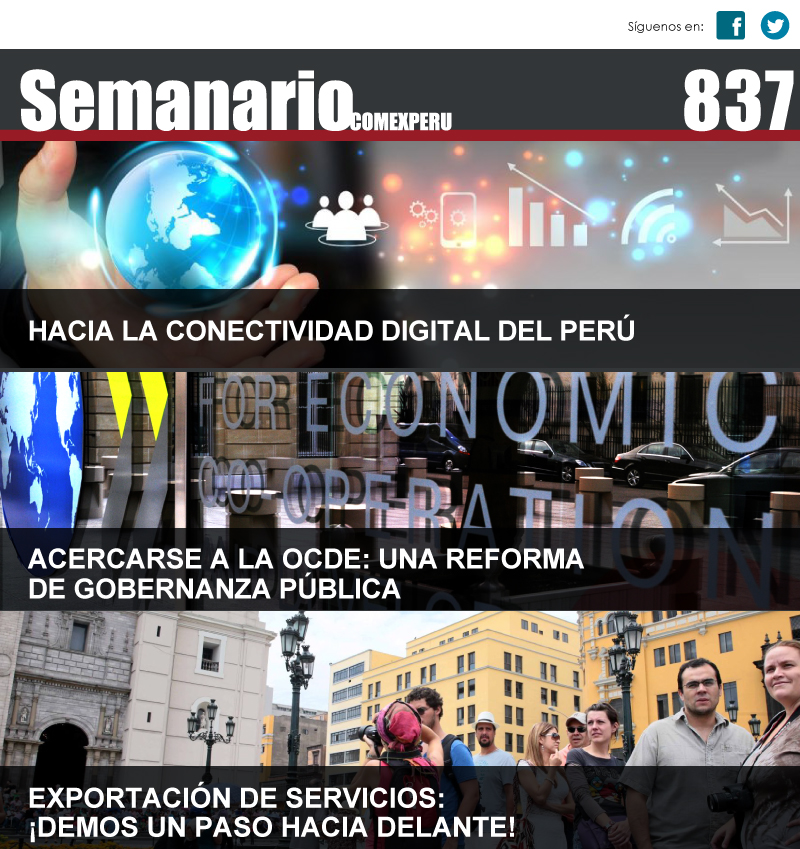 Síguenos en:
Semanario COMEXPERU 837
HACIA LA CONECTIVIDAD DIGITAL DEL PERÚ
FOR ECONOMIC
CO-OPERATION
ACERCARSE A LA OCDE: UNA REFORMA
DE GOBERNANZA PÚBLICA
EXPORTACIÓN DE SERVICIOS:
¡DEMOS UN PASO HACIA DELANTE!